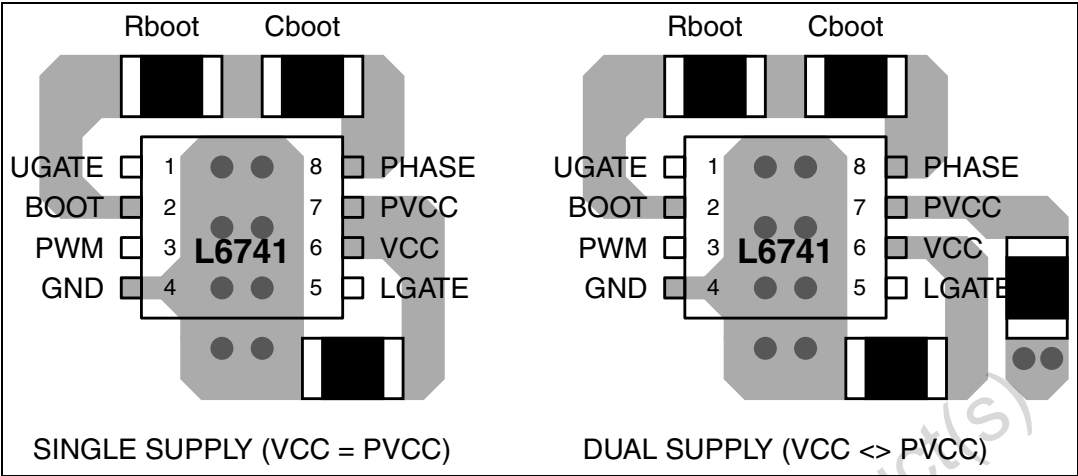 Rboot Cboot
UGATE 1 8 PHASE
BOOT 2 7 PVCC
PWM 3 L6741 6 VCC
GND 4 5 LGATE
SINGLE SUPPLY (VCC = PVCC)
Rboot Cboot
UGATE 1 8 PHASE
BOOT 2 7 PVCC
PWM 3 L6741 6 VCC
GND 4 5 LGATE
DUAL SUPPLY (VCC <> PVCC)
uct(s)